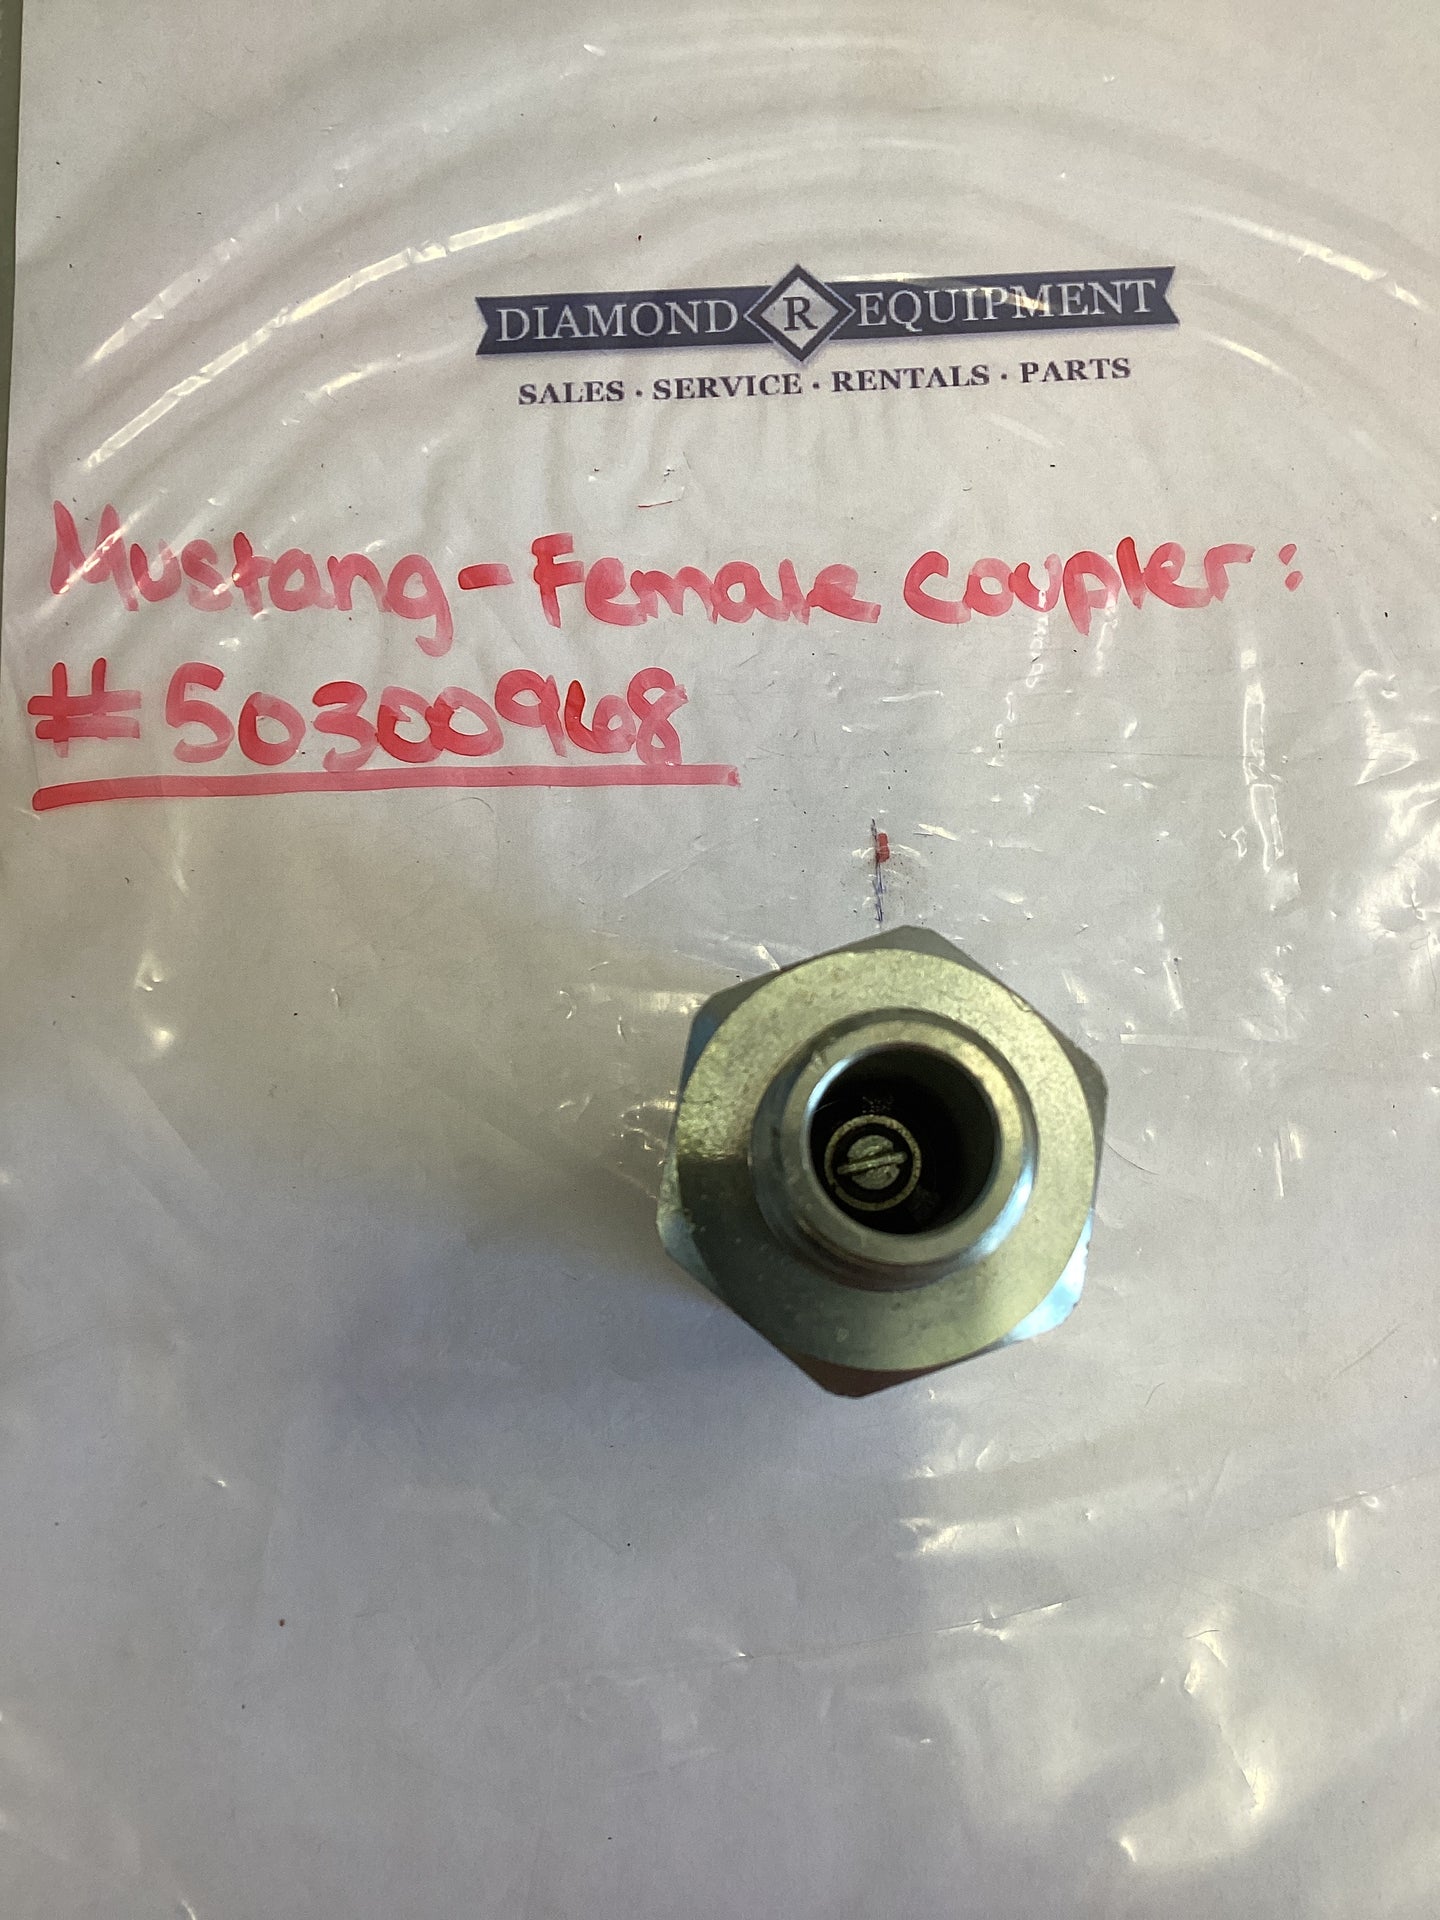 DIAMOND R EQUIPMENT
SALES · SERVICE · RENTALS · PARTS
Mustang - Female Coupler:
# 50300968